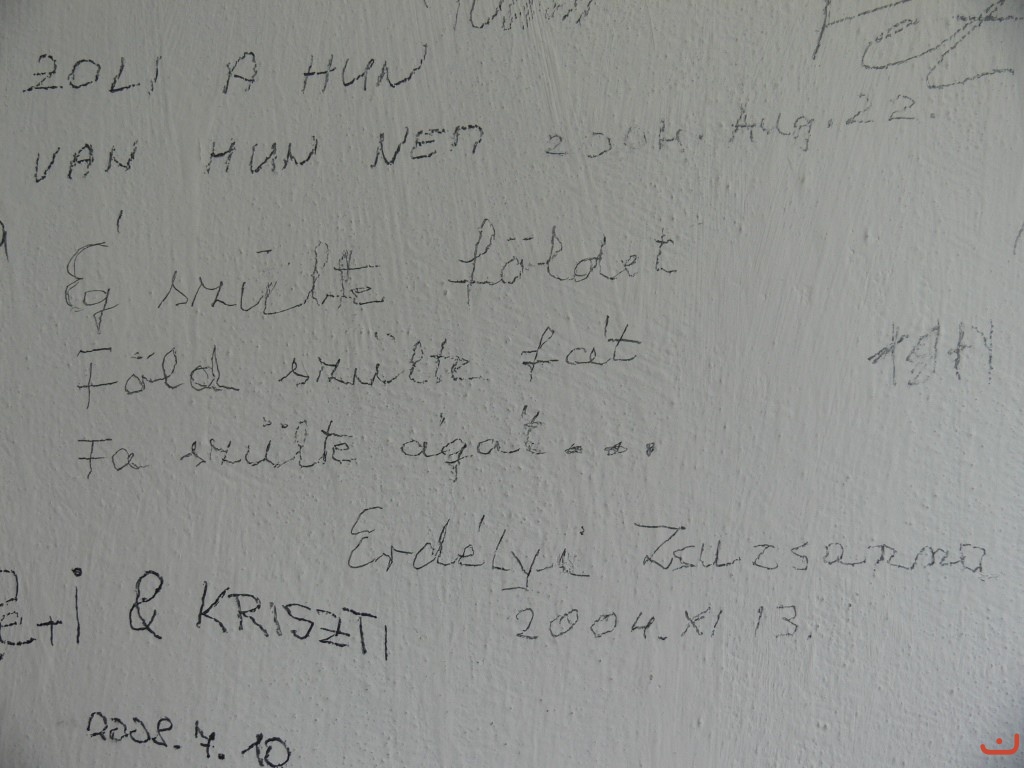 ZOLI A HUN
VAN HUN NEM 2004. Aug. 22.
Ég szülte földet
Föld szülte fát
Fa szülte ágat...
Erdélyi Zsuzsanna
2004. XI 13.
Peti & KRISZTI
2008. 7. 10